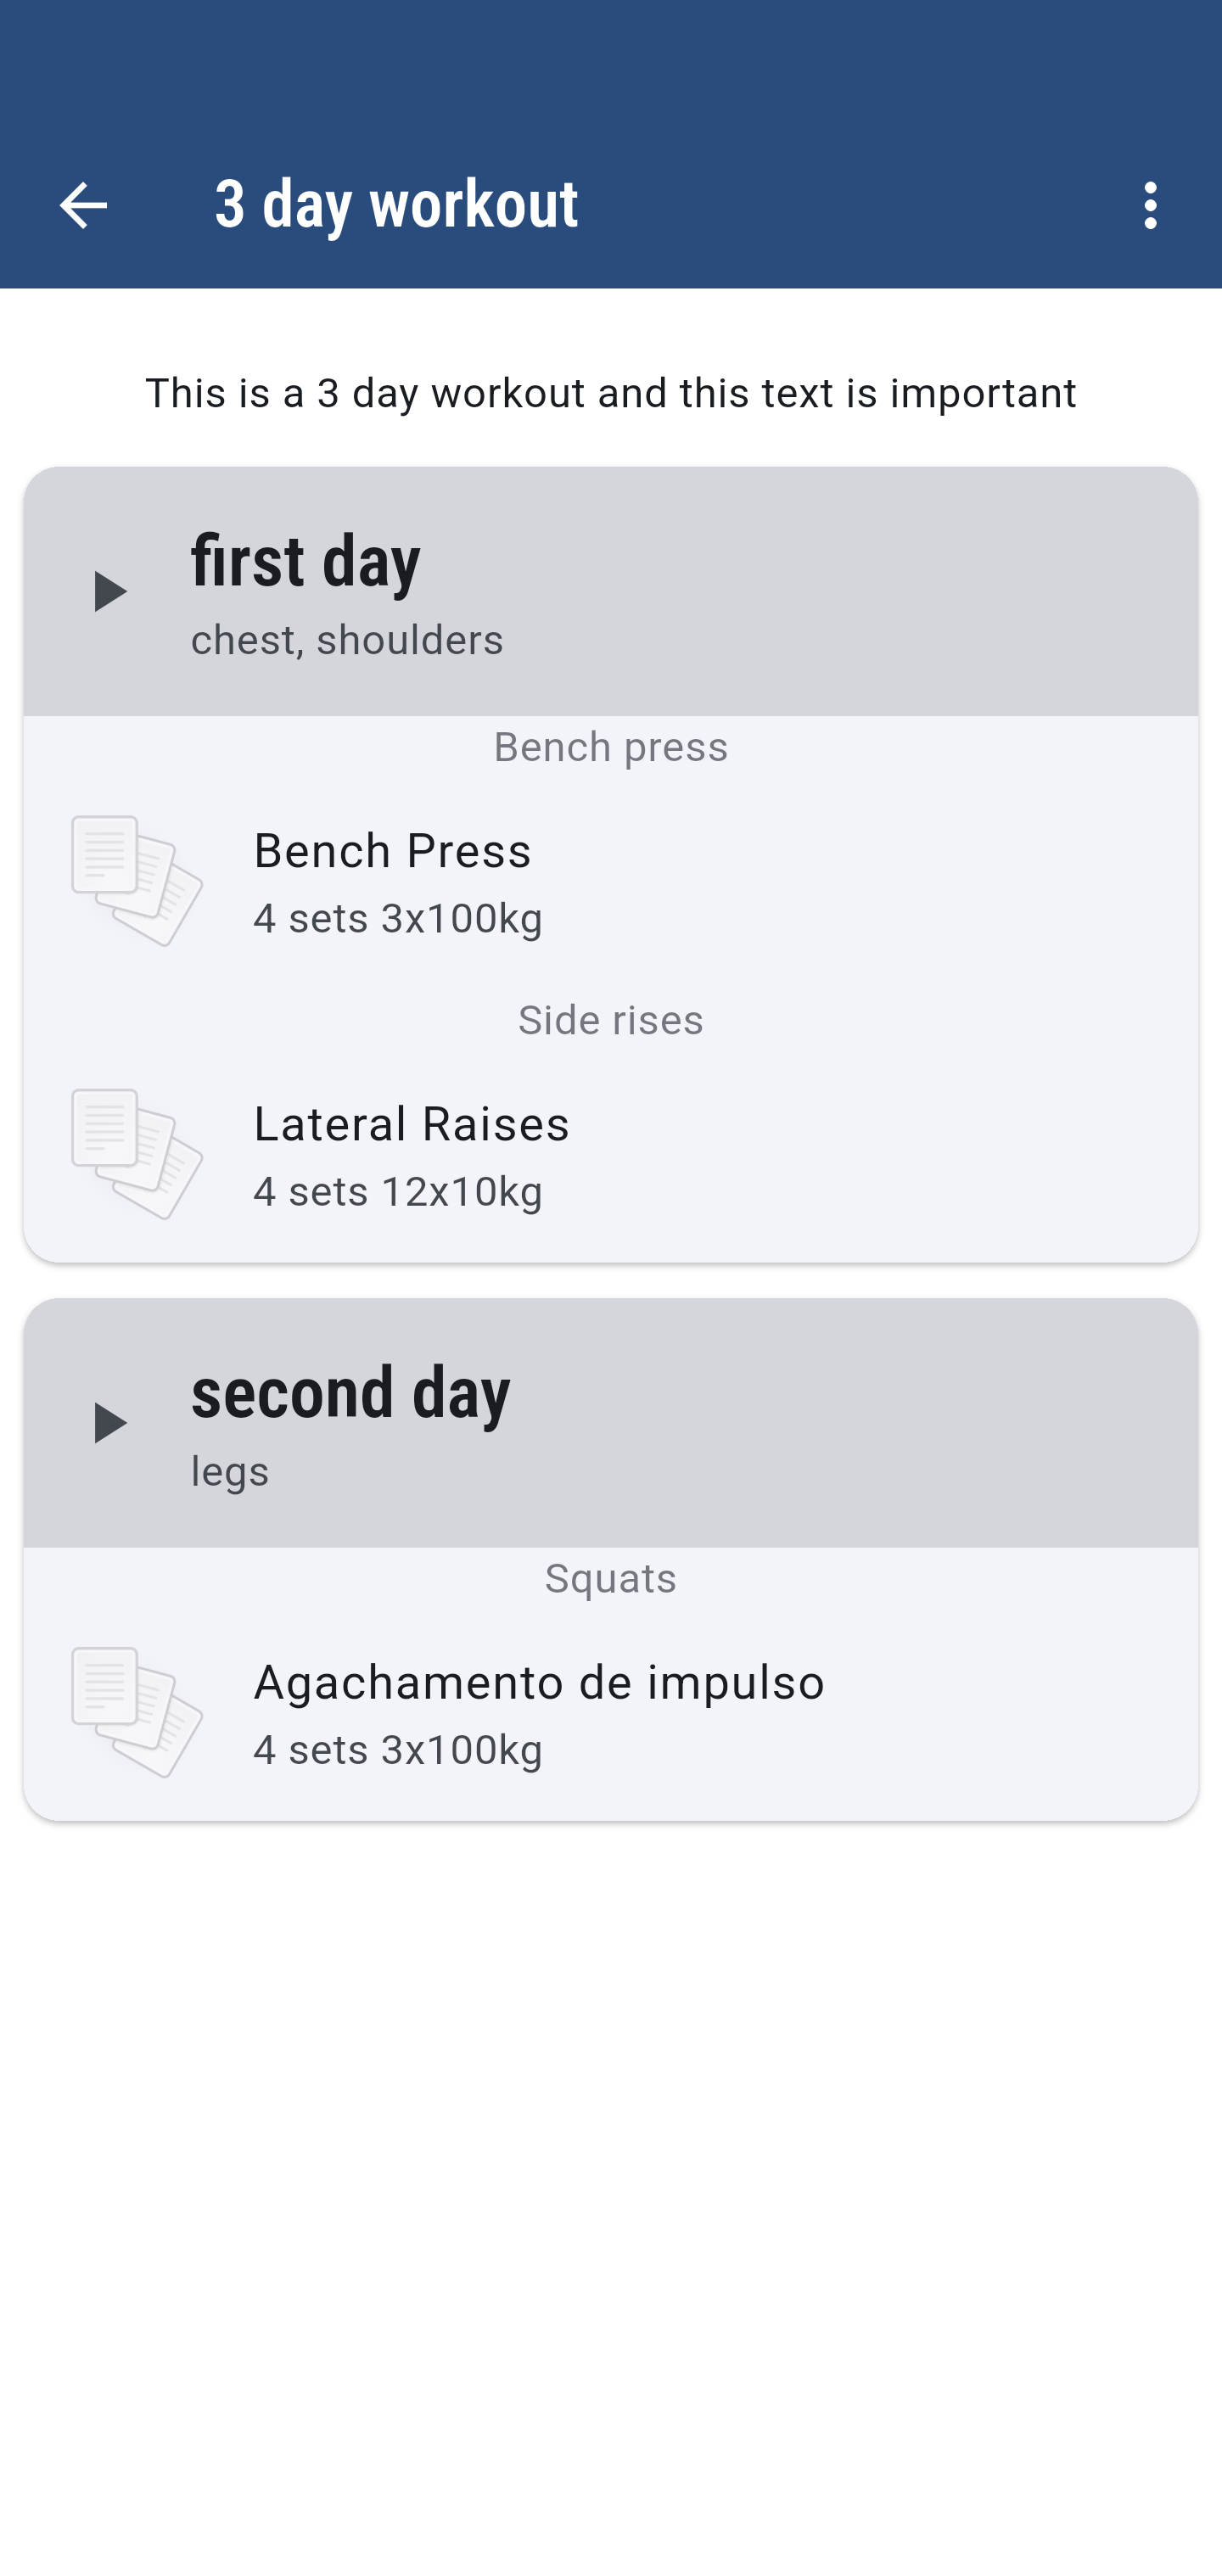 3 day workout
This is a 3 day workout and this text is important
first day
chest, shoulders
Bench press
Bench Press
4 sets 3x100kg
Side rises
Lateral Raises
4 sets 12x10kg
second day
legs
Squats
Agachamento de impulso
4 sets 3x100kg